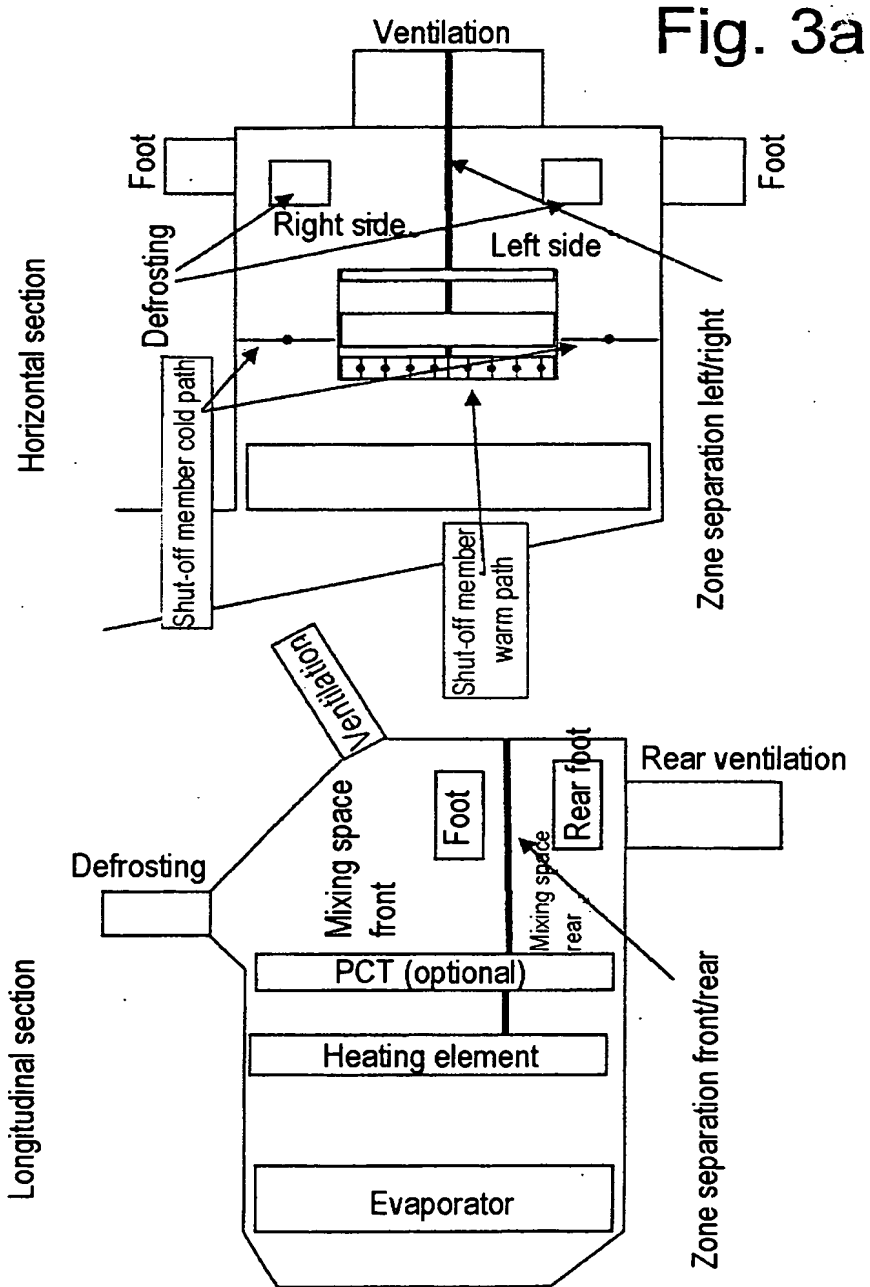 Fig. 3a
Horizontal section
Ventilation
Foot
Foot
Defrosting
Right side
Left side
Shut-off member cold path
Shut-off member
warm path
Zone separation left/right
Longitudinal section
Ventilation
Defrosting
Mixing space
front
Foot
Rear foot
Mixing space
rear
Rear ventilation
PCT (optional)
Heating element
Evaporator
Zone separation front/rear